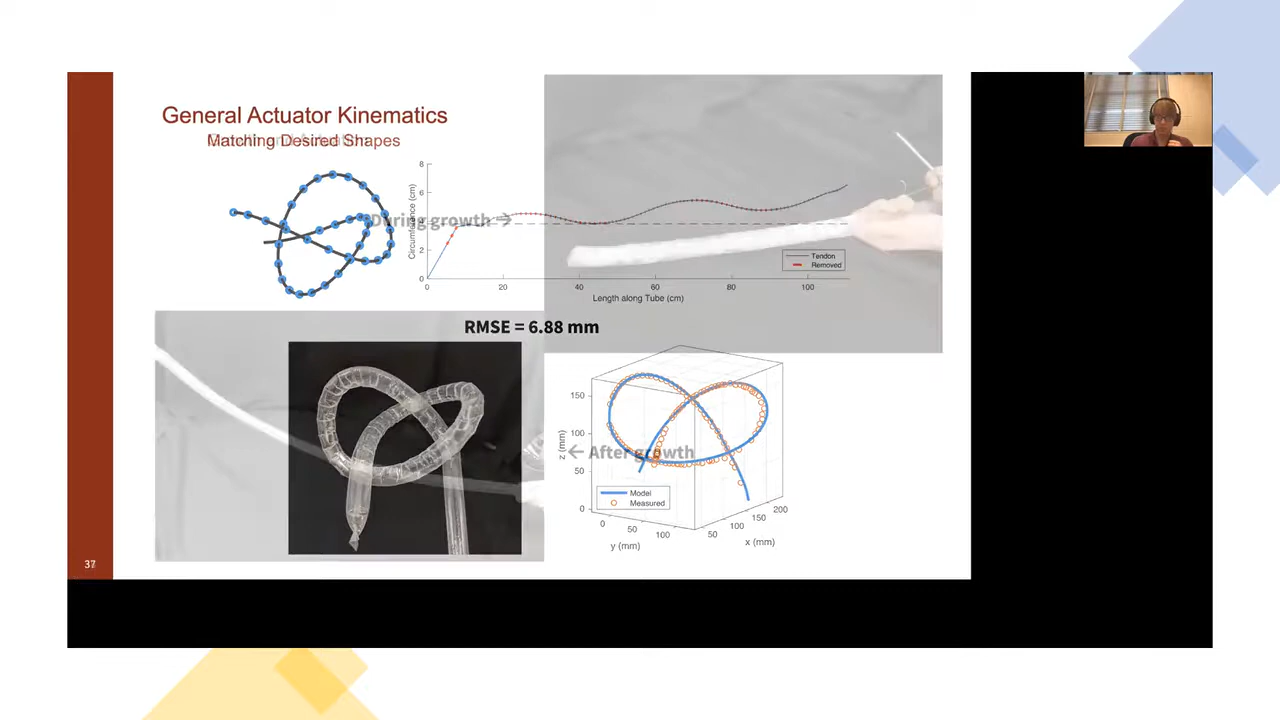 General Actuator Kinematics
Matching Desired Shapes
During growth →
Circumference (cm)
8
6
2
0
0
20
40
60
80
100
Length along Tube (cm)
Tendon
Removed
RMSE = 6.88 mm
← After growth
z (mm)
150
100
50
0
Model
Measured
0
50
100
y (mm)
50
100
150
200
x (mm)
37